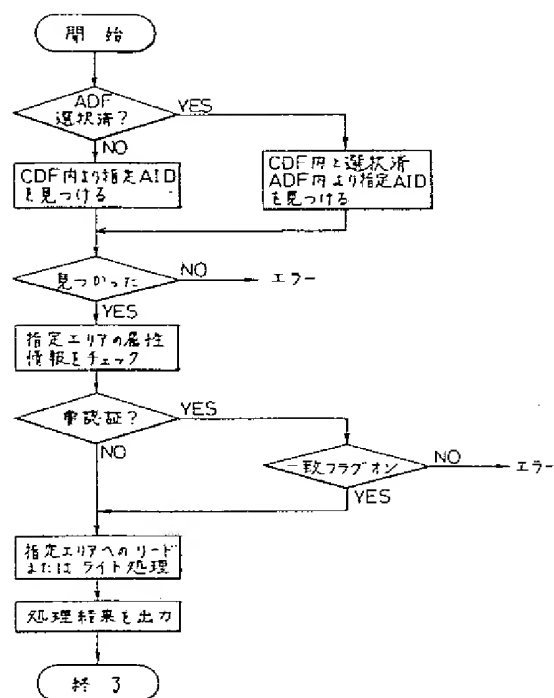 開始
ADF
選択済?
YES
NO
CDF内より指定AID
を見つける
CDF内と選択済
ADF内より指定AID
を見つける
見つかった
NO
エラー
YES
指定エリアの属性
情報をチェック
要認証?
YES
NO
一致フラグオン
NO
エラー
YES
指定エリアへのリード
または ライト処理
処理結果を出力
終了